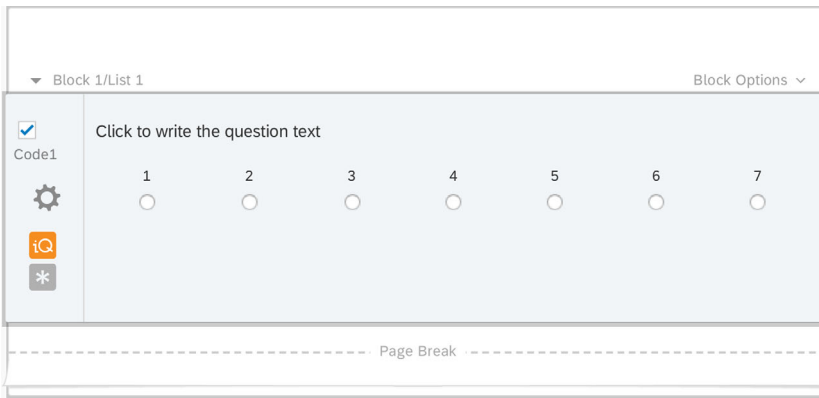 Block 1/List 1 Block Options
Click to write the question text
Code1
1 2 3 4 5 6 7
iQ
*
Page Break